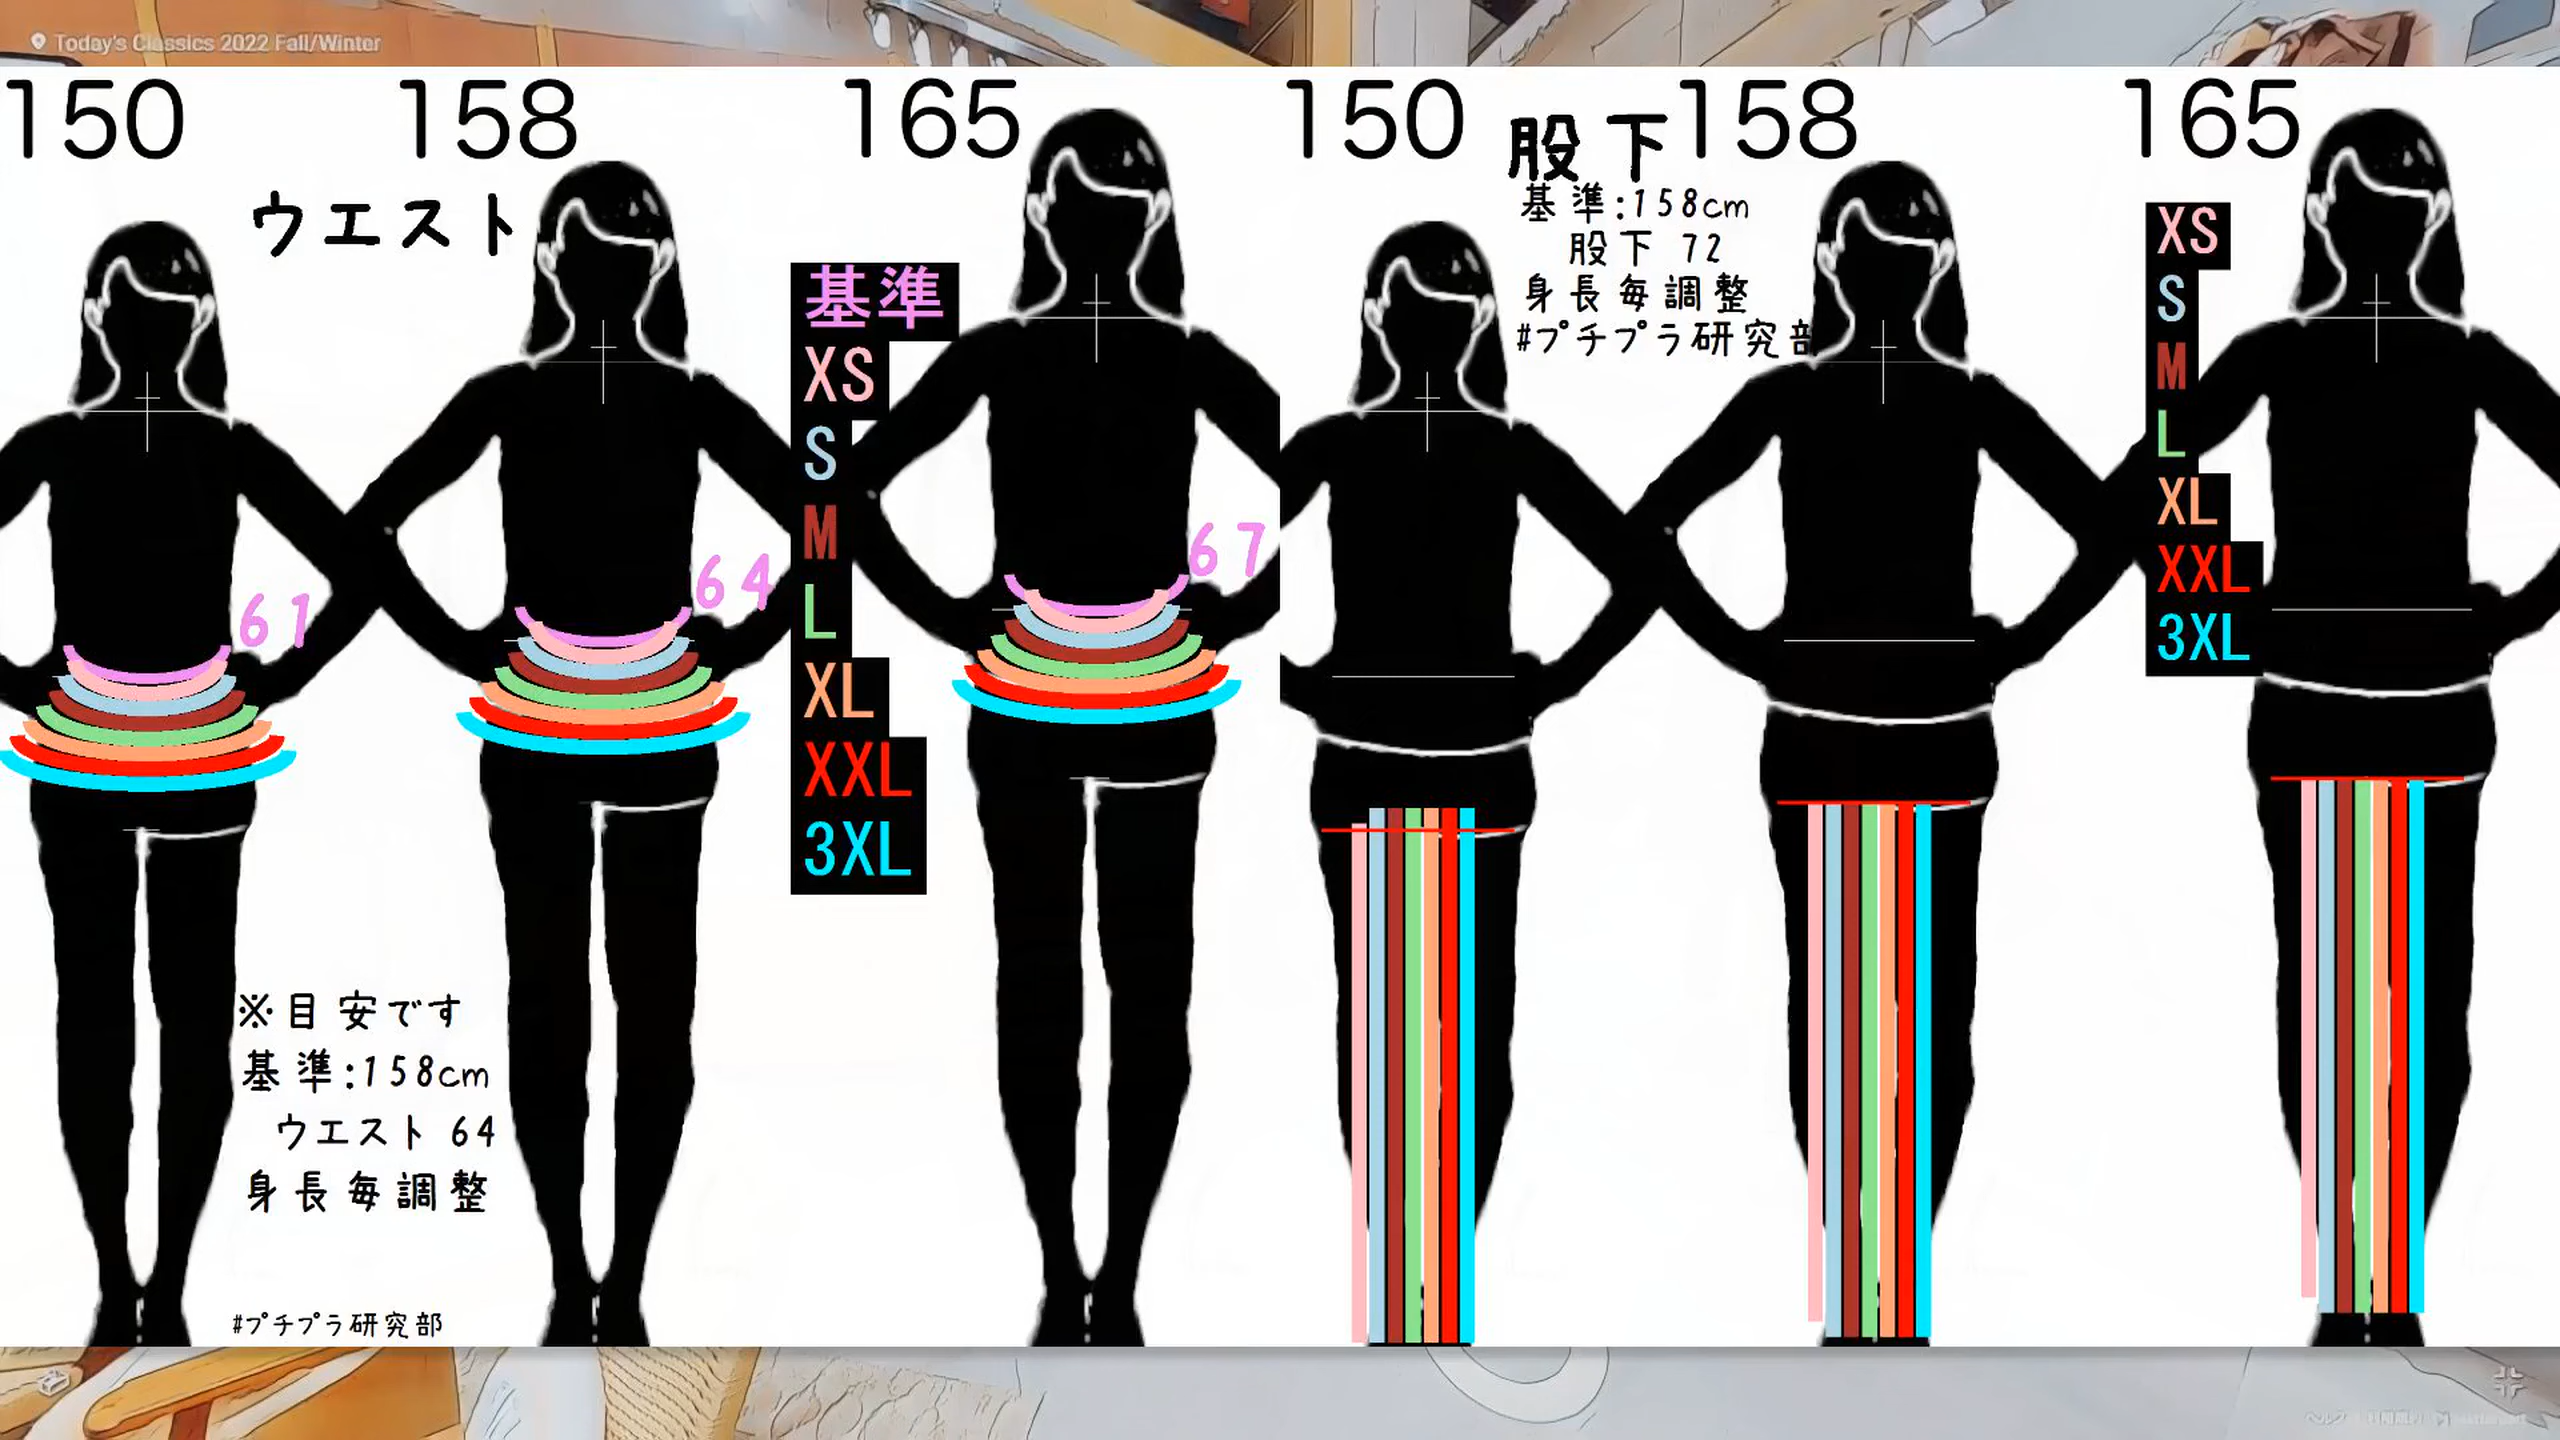 Today's Classics 2022 Fall/Winter
150
158
165
ウエスト
61
64
67
基準
XS
S
M
L
XL
XXL
3XL
※目安です
基準:158cm
ウエスト 64
身長毎調整
#プチプラ研究部
150
股下
158
165
基準:158cm
股下 72
身長毎調整
#プチプラ研究部
XS
S
M
L
XL
XXL
3XL